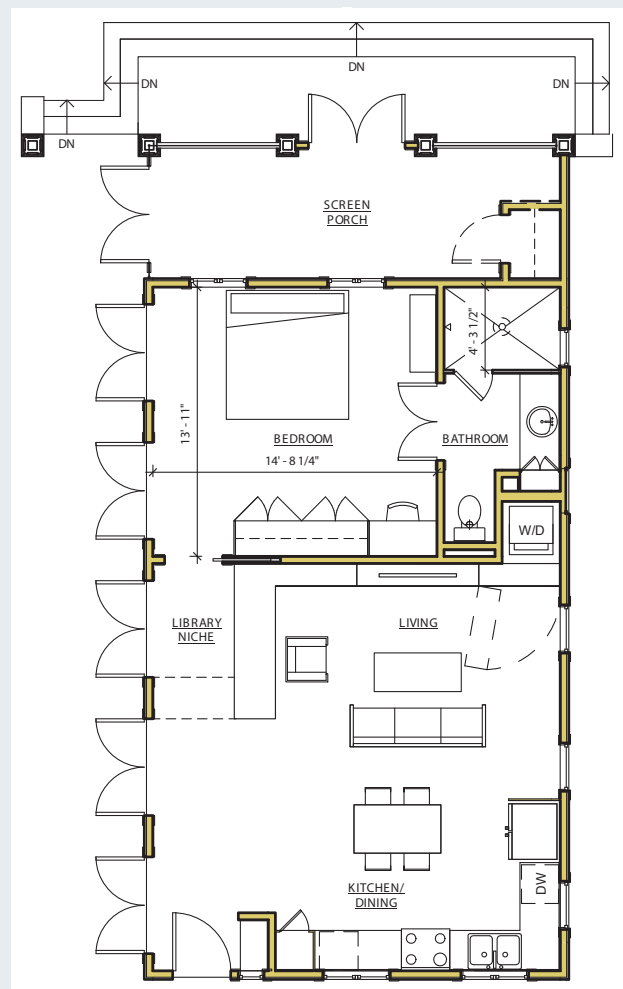 DN
DN
DN
DN
SCREEN
PORCH
4' - 3 1/2"
13' - 11"
BEDROOM
BATHROOM
14' - 8 1/4"
W/D
LIBRARY
NICHE
LIVING
DW
KITCHEN/
DINING